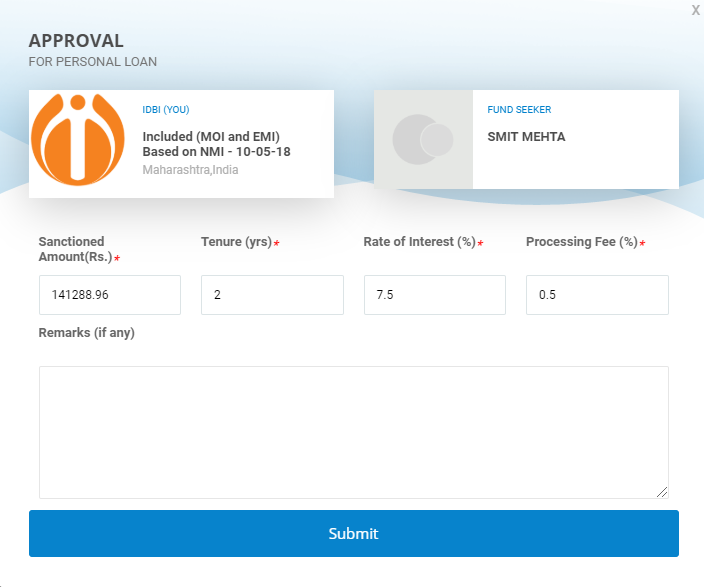 X
APPROVAL
FOR PERSONAL LOAN
IDBI (YOU)
Included (MOI and EMI)
Based on NMI - 10-05-18
Maharashtra,India
FUND SEEKER
SMIT MEHTA
Sanctioned
Amount(Rs.)*
Tenure (yrs)*
Rate of Interest (%)*
Processing Fee (%)*
141288.96
2
7.5
0.5
Remarks (if any)
Submit